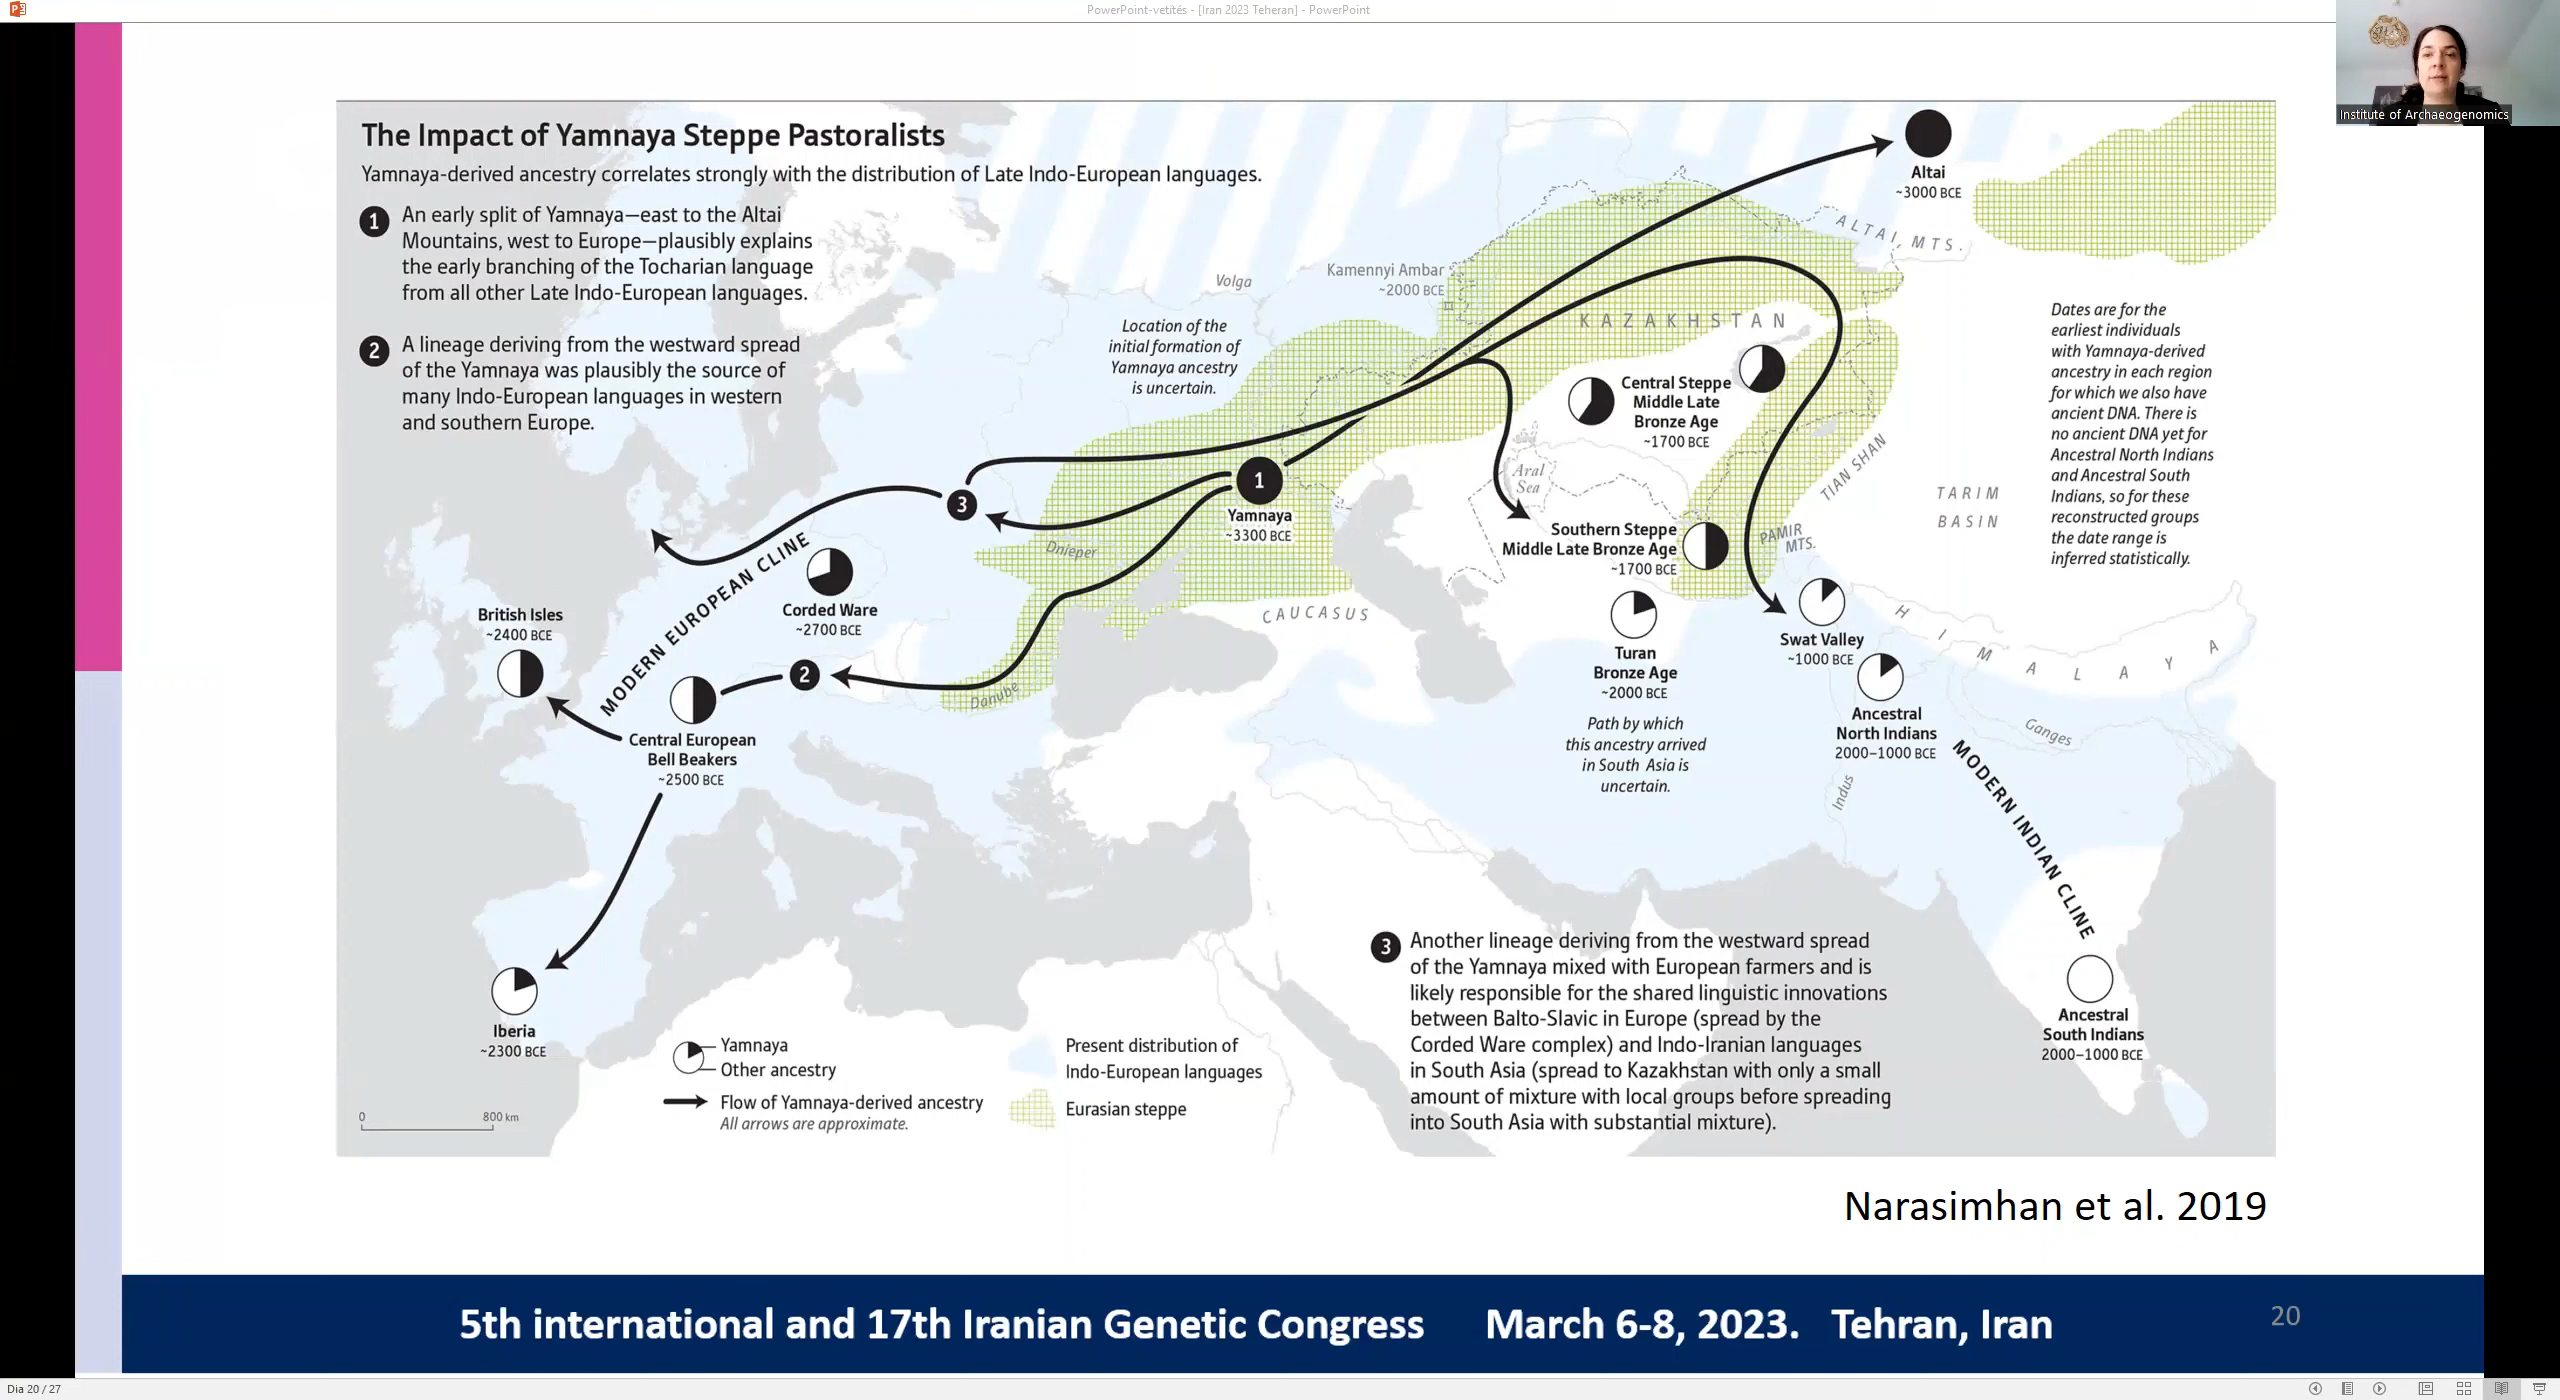 PowerPoint-vetítés - [Iran 2023 Teheran] - PowerPoint
Institute of Archaeogenomics
The Impact of Yamnaya Steppe Pastoralists
Yamnaya-derived ancestry correlates strongly with the distribution of Late Indo-European languages.
1 An early split of Yamnaya—east to the Altai
Mountains, west to Europe—plausibly explains
the early branching of the Tocharian language
from all other Late Indo-European languages.
2 A lineage deriving from the westward spread
of the Yamnaya was plausibly the source of
many Indo-European languages in western
and southern Europe.
Altai
~3000 BCE
ALTAI MTS.
Volga
Kamennyi Ambar
~2000 BCE
Location of the
initial formation of
Yamnaya ancestry
is uncertain.
KAZAKHSTAN
Central Steppe
Middle Late
Bronze Age
~1700 BCE
Dates are for the
earliest individuals
with Yamnaya-derived
ancestry in each region
for which we also have
ancient DNA. There is
no ancient DNA yet for
Ancestral North Indians
and Ancestral South
Indians, so for these
reconstructed groups
the date range is
inferred statistically.
Aral
Sea
TIAN SHAN
TARIM
BASIN
3
1
Yamnaya
~3300 BCE
Dnieper
Southern Steppe
Middle Late Bronze Age
~1700 BCE
PAMIR
MTS.
MODERN EUROPEAN CLINE
Corded Ware
~2700 BCE
British Isles
~2400 BCE
CAUCASUS
Turan
Bronze Age
~2000 BCE
Swat Valley
~1000 BCE
HIMALAYA
2
Danube
Central European
Bell Beakers
~2500 BCE
Path by which
this ancestry arrived
in South Asia is
uncertain.
Ancestral
North Indians
2000–1000 BCE
Ganges
Indus
MODERN INDIAN CLINE
Iberia
~2300 BCE
Ancestral
South Indians
2000–1000 BCE
3 Another lineage deriving from the westward spread
of the Yamnaya mixed with European farmers and is
likely responsible for the shared linguistic innovations
between Balto-Slavic in Europe (spread by the
Corded Ware complex) and Indo-Iranian languages
in South Asia (spread to Kazakhstan with only a small
amount of mixture with local groups before spreading
into South Asia with substantial mixture).
Yamnaya
Other ancestry
Flow of Yamnaya-derived ancestry
All arrows are approximate.
Present distribution of
Indo-European languages
Eurasian steppe
0 800 km
Narasimhan et al. 2019
5th international and 17th Iranian Genetic Congress March 6-8, 2023. Tehran, Iran
20
Dia 20 / 27